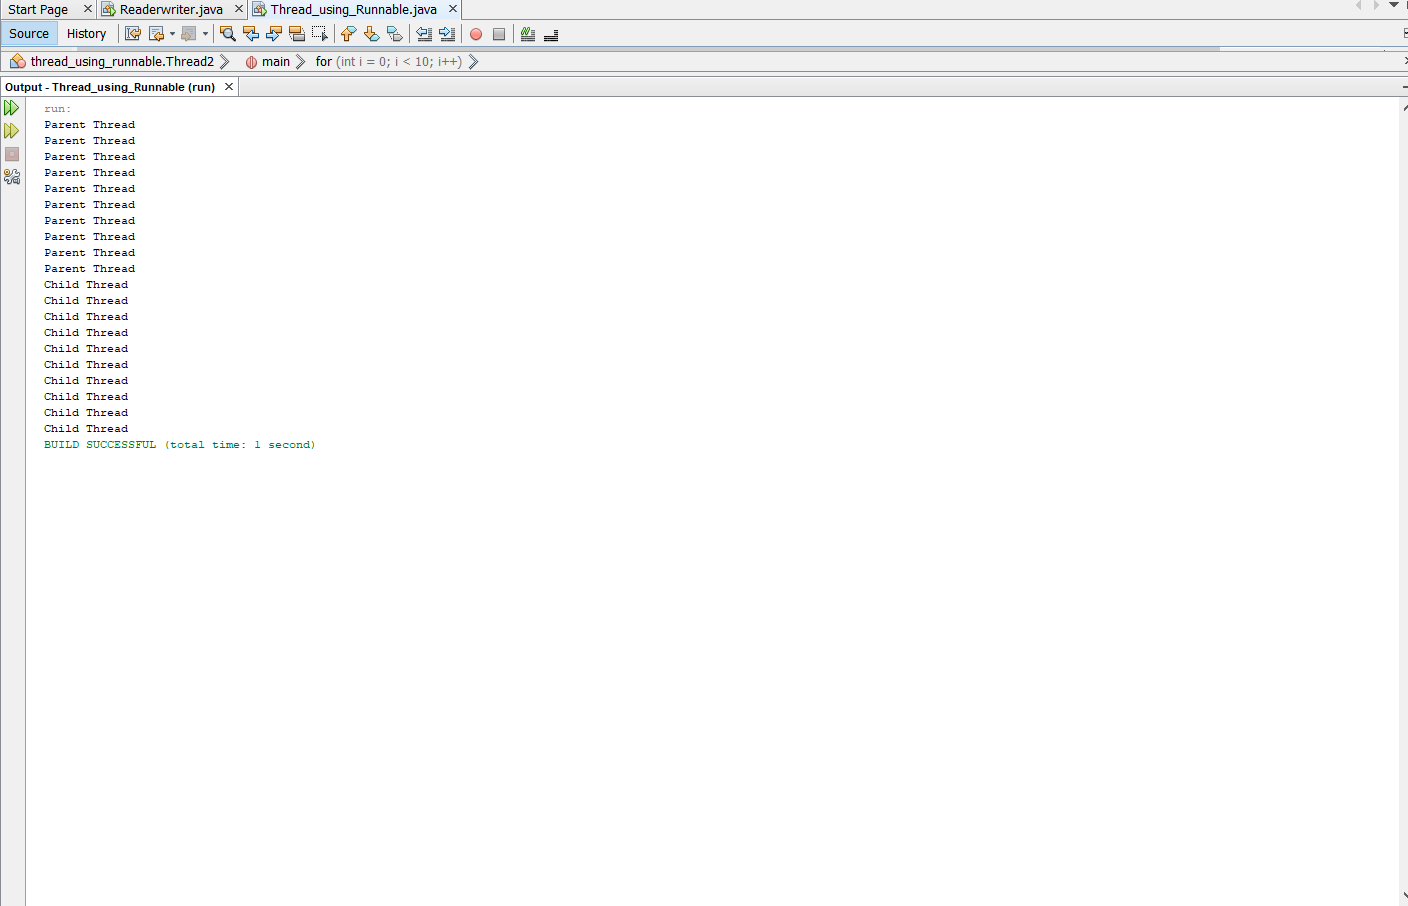 Start Page Readerwriter.java Thread_using_Runnable.java
Source History
thread_using_runnable.Thread2 main for (int i = 0; i < 10; i++)
Output - Thread_using_Runnable (run)
run:
Parent Thread
Parent Thread
Parent Thread
Parent Thread
Parent Thread
Parent Thread
Parent Thread
Parent Thread
Parent Thread
Parent Thread
Child Thread
Child Thread
Child Thread
Child Thread
Child Thread
Child Thread
Child Thread
Child Thread
Child Thread
Child Thread
BUILD SUCCESSFUL (total time: 1 second)